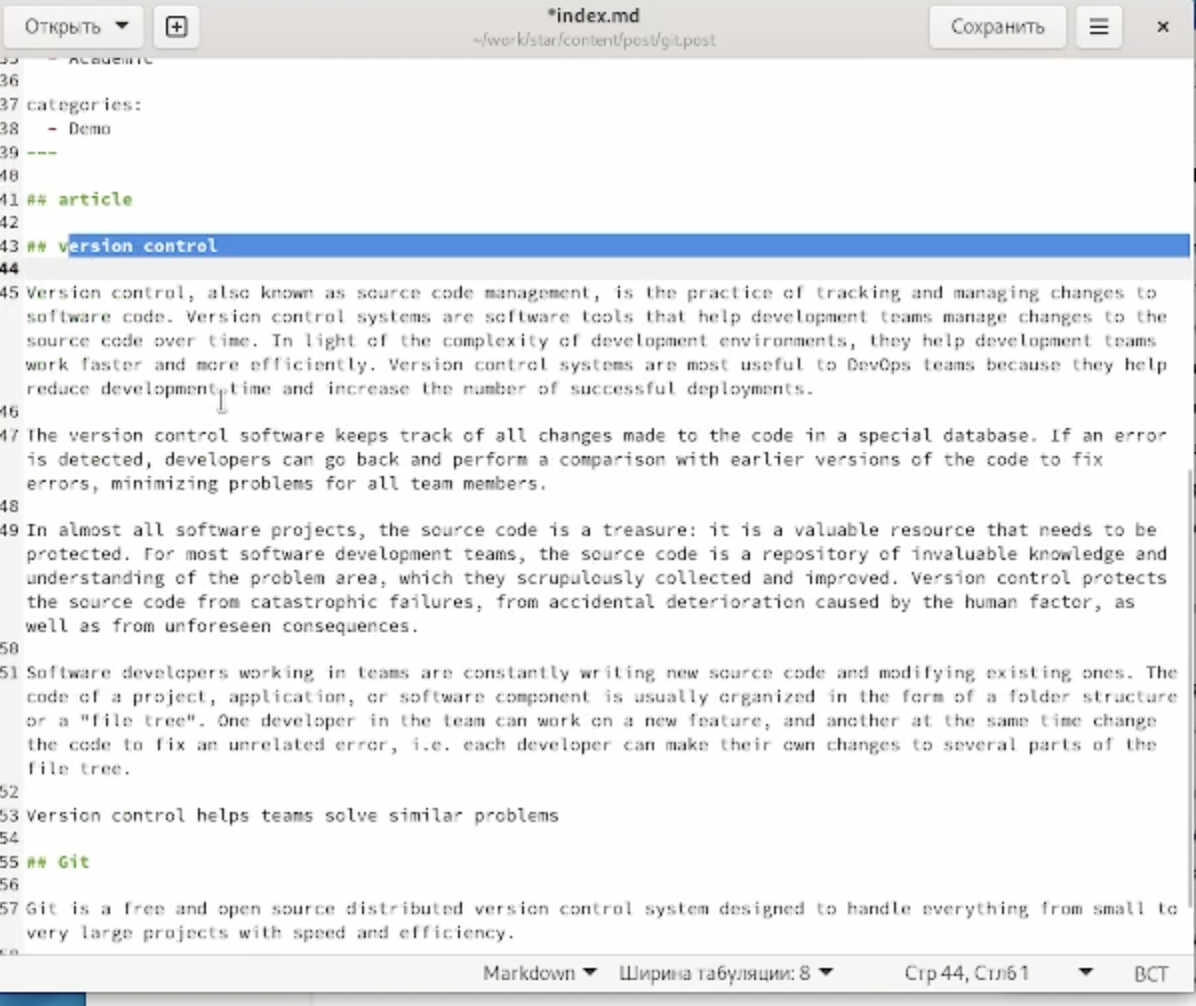 Открыть
*index.md
~/work/star/content/post/git.post
Сохранить
35 - Academic
36
37 categories:
38 - Demo
39 ---
40
41 ## article
42
43 ## version control
44
45 Version control, also known as source code management, is the practice of tracking and managing changes to
software code. Version control systems are software tools that help development teams manage changes to the
source code over time. In light of the complexity of development environments, they help development teams
work faster and more efficiently. Version control systems are most useful to DevOps teams because they help
reduce development time and increase the number of successful deployments.
46
47 The version control software keeps track of all changes made to the code in a special database. If an error
is detected, developers can go back and perform a comparison with earlier versions of the code to fix
errors, minimizing problems for all team members.
48
49 In almost all software projects, the source code is a treasure: it is a valuable resource that needs to be
protected. For most software development teams, the source code is a repository of invaluable knowledge and
understanding of the problem area, which they scrupulously collected and improved. Version control protects
the source code from catastrophic failures, from accidental deterioration caused by the human factor, as
well as from unforeseen consequences.
50
51 Software developers working in teams are constantly writing new source code and modifying existing ones. The
code of a project, application, or software component is usually organized in the form of a folder structure
or a "file tree". One developer in the team can work on a new feature, and another at the same time change
the code to fix an unrelated error, i.e. each developer can make their own changes to several parts of the
file tree.
52
53 Version control helps teams solve similar problems
54
55 ## Git
56
57 Git is a free and open source distributed version control system designed to handle everything from small to
very large projects with speed and efficiency.
58
Markdown Ширина табуляции: 8 Стр 44, Стлб 1 ВСТ